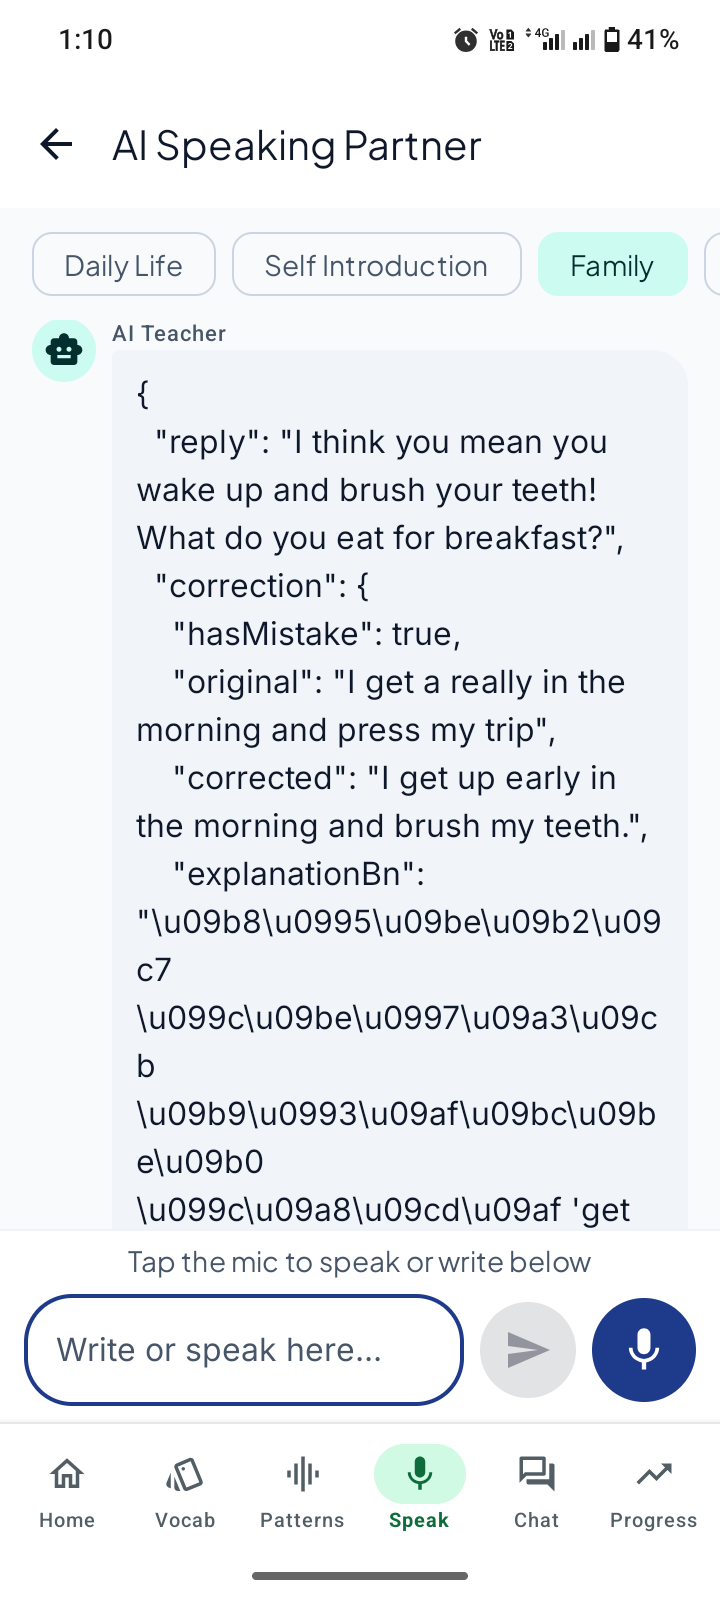 1:10
Vo LTE2 4G 41%
AI Speaking Partner
Daily Life Self Introduction Family
AI Teacher
{
"reply": "I think you mean you
wake up and brush your teeth!
What do you eat for breakfast?",
"correction": {
"hasMistake": true,
"original": "I get a really in the
morning and press my trip",
"corrected": "I get up early in
the morning and brush my teeth.",
"explanationBn":
"\u09b8\u0995\u09be\u09b2\u09
c7
\u099c\u09be\u0997\u09a3\u09c
b
\u09b9\u0993\u09af\u09bc\u09b
e\u09b0
\u099c\u09a8\u09cd\u09af 'get
Tap the mic to speak or write below
Write or speak here...
Home Vocab Patterns Speak Chat Progress